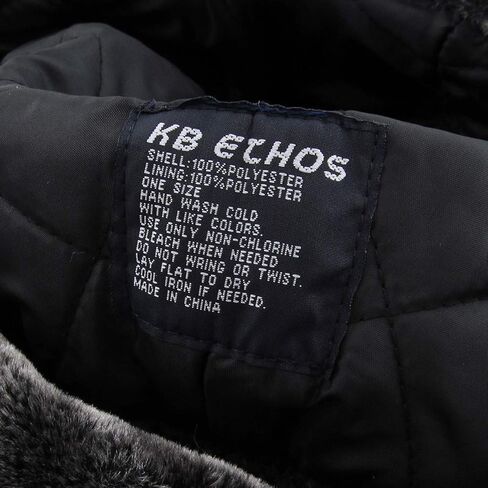 KB ETHOS
SHELL:100%POLYESTER
LINING:100%POLYESTER
ONE SIZE
HAND WASH COLD
WITH LIKE COLORS.
USE ONLY NON-CHLORINE
BLEACH WHEN NEEDED
DO NOT WRING OR TWIST.
LAY FLAT TO DRY
COOL IRON IF NEEDED.
MADE IN CHINA